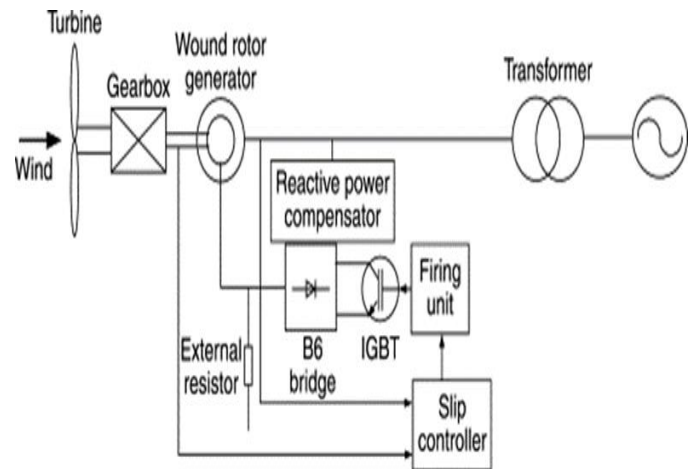 Turbine
Wound rotor
generator
Gearbox
Transformer
Wind
Reactive power
compensator
Firing
unit
External
resistor
B6
bridge
IGBT
Slip
controller